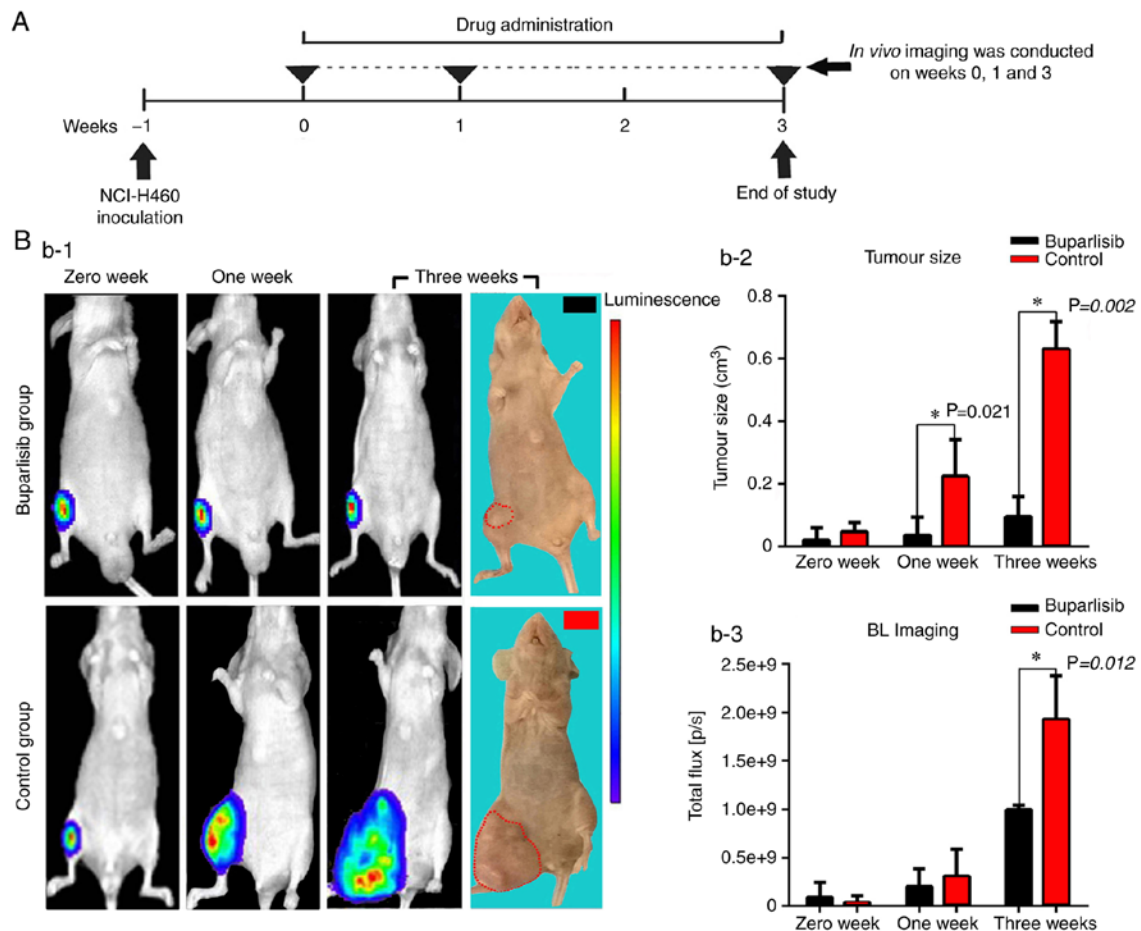 A
Drug administration
In vivo imaging was conducted
on weeks 0, 1 and 3
Weeks -1 0 1 2 3
NCI-H460
inoculation
End of study
B
b-1
Zero week One week Three weeks
Luminescence
Buparlisib group
Control group
b-2
Tumour size
Buparlisib
Control
Tumour size (cm³)
0.8
0.6
0.4
0.2
0
* P=0.021
* P=0.002
Zero week One week Three weeks
b-3
BL Imaging
Buparlisib
Control
Total flux [p/s]
2.5e+9
2.0e+9
1.5e+9
1.0e+9
0.5e+9
0
* P=0.012
Zero week One week Three weeks